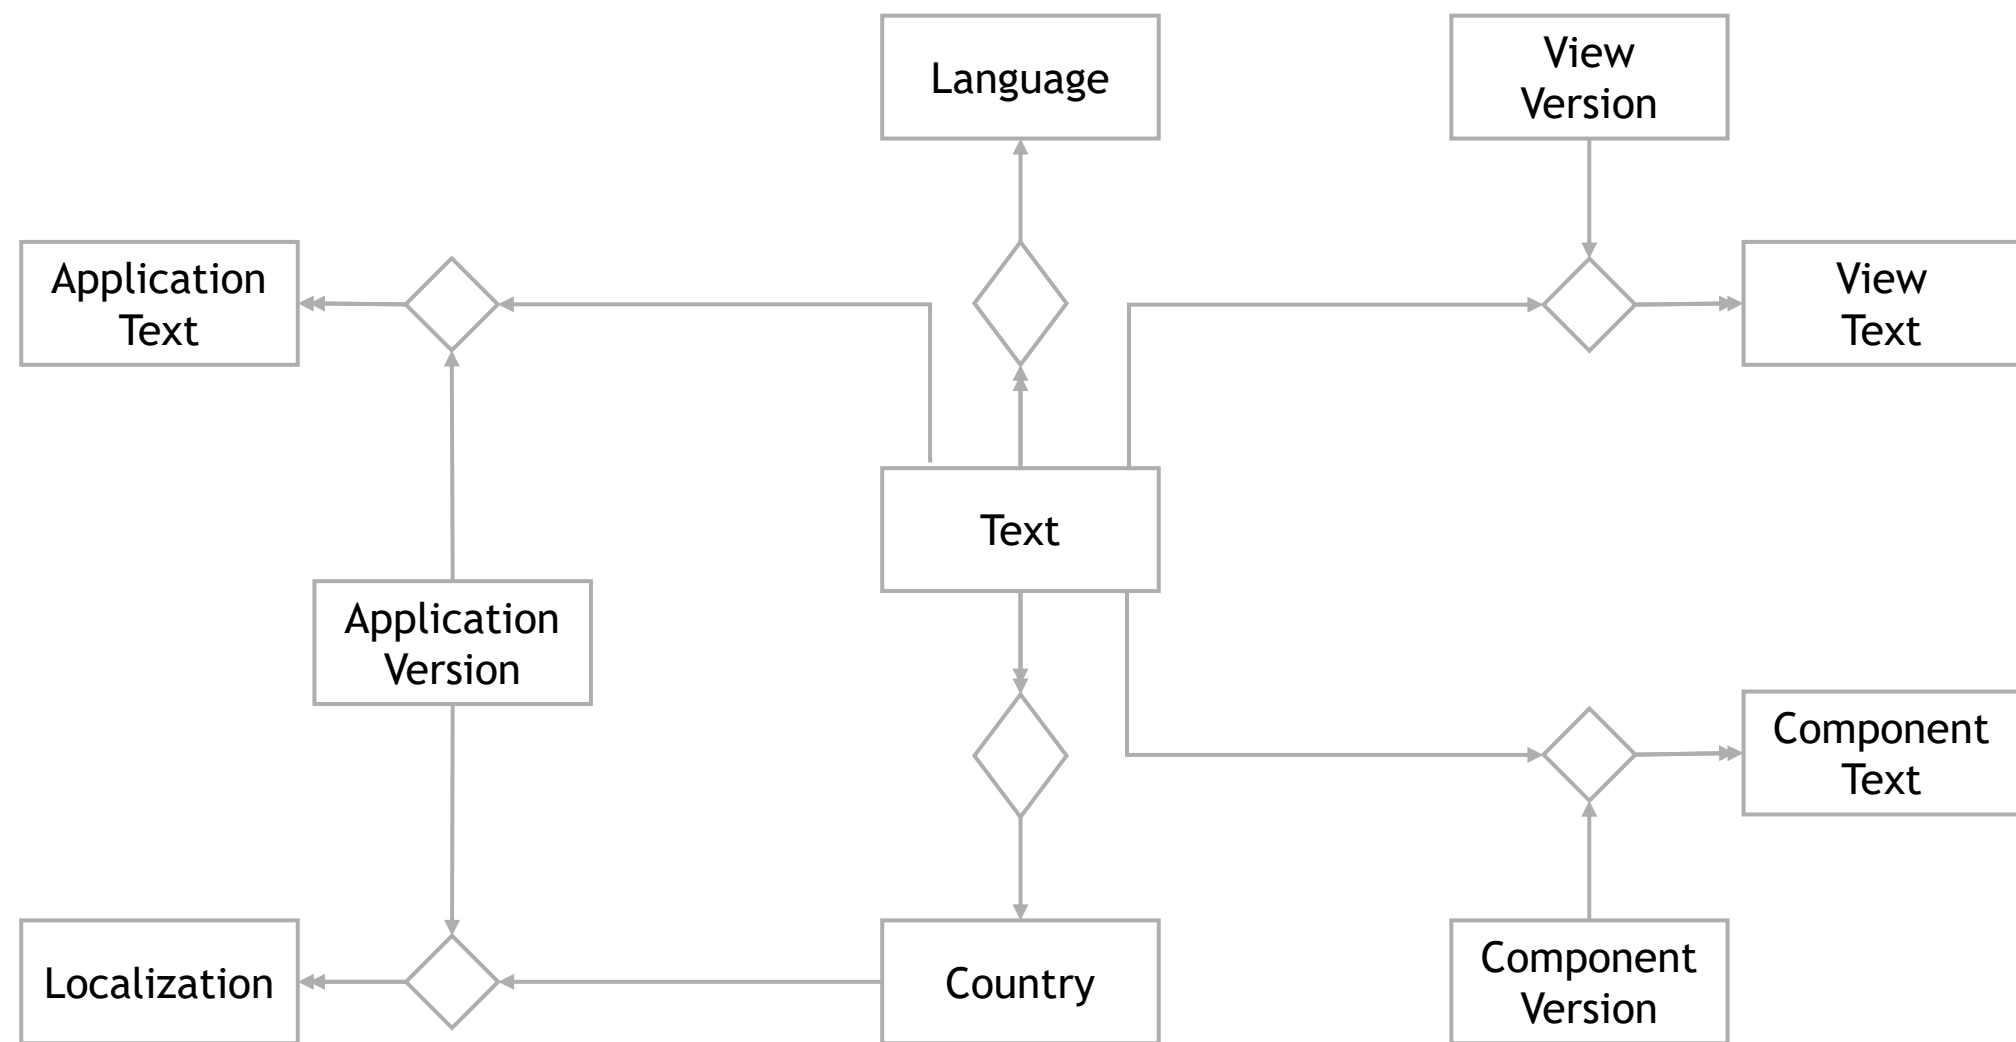 Language
View
Version
Application
Text
View
Text
Text
Application
Version
Component
Text
Localization
Country
Component
Version